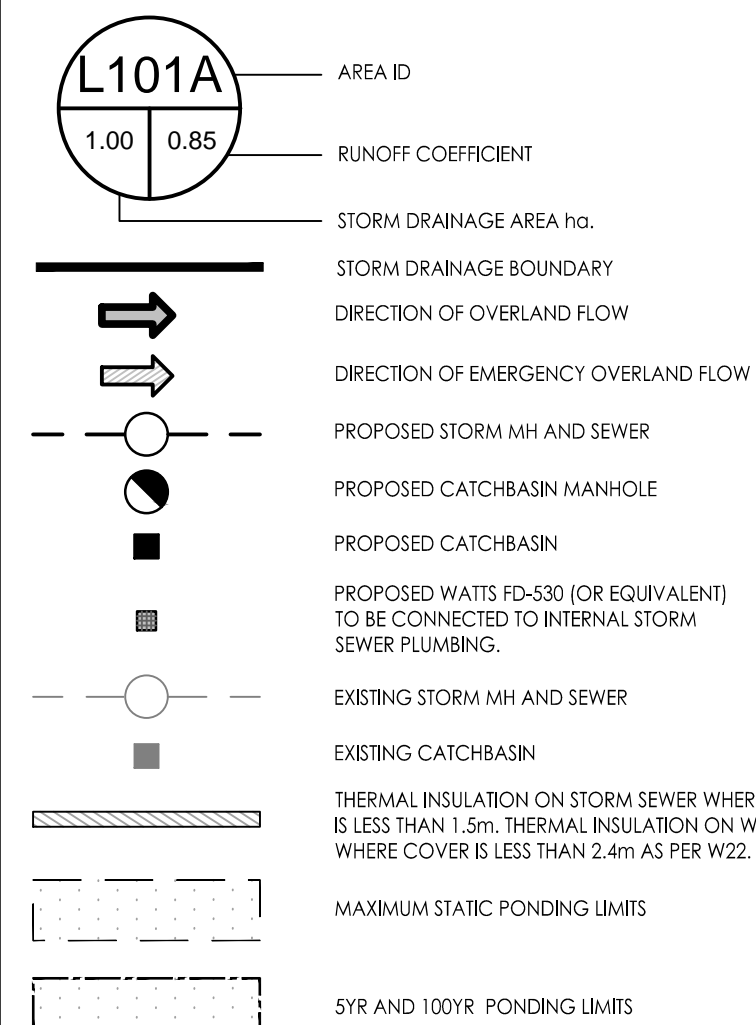 L101A
AREA ID
1.00 0.85
RUNOFF COEFFICIENT
STORM DRAINAGE AREA ha.
STORM DRAINAGE BOUNDARY
DIRECTION OF OVERLAND FLOW
DIRECTION OF EMERGENCY OVERLAND FLOW
PROPOSED STORM MH AND SEWER
PROPOSED CATCHBASIN MANHOLE
PROPOSED CATCHBASIN
PROPOSED WATTS FD-530 (OR EQUIVALENT)
TO BE CONNECTED TO INTERNAL STORM
SEWER PLUMBING.
EXISTING STORM MH AND SEWER
EXISTING CATCHBASIN
THERMAL INSULATION ON STORM SEWER WHER
IS LESS THAN 1.5m. THERMAL INSULATION ON W
WHERE COVER IS LESS THAN 2.4m AS PER W22.
MAXIMUM STATIC PONDING LIMITS
5YR AND 100YR PONDING LIMITS